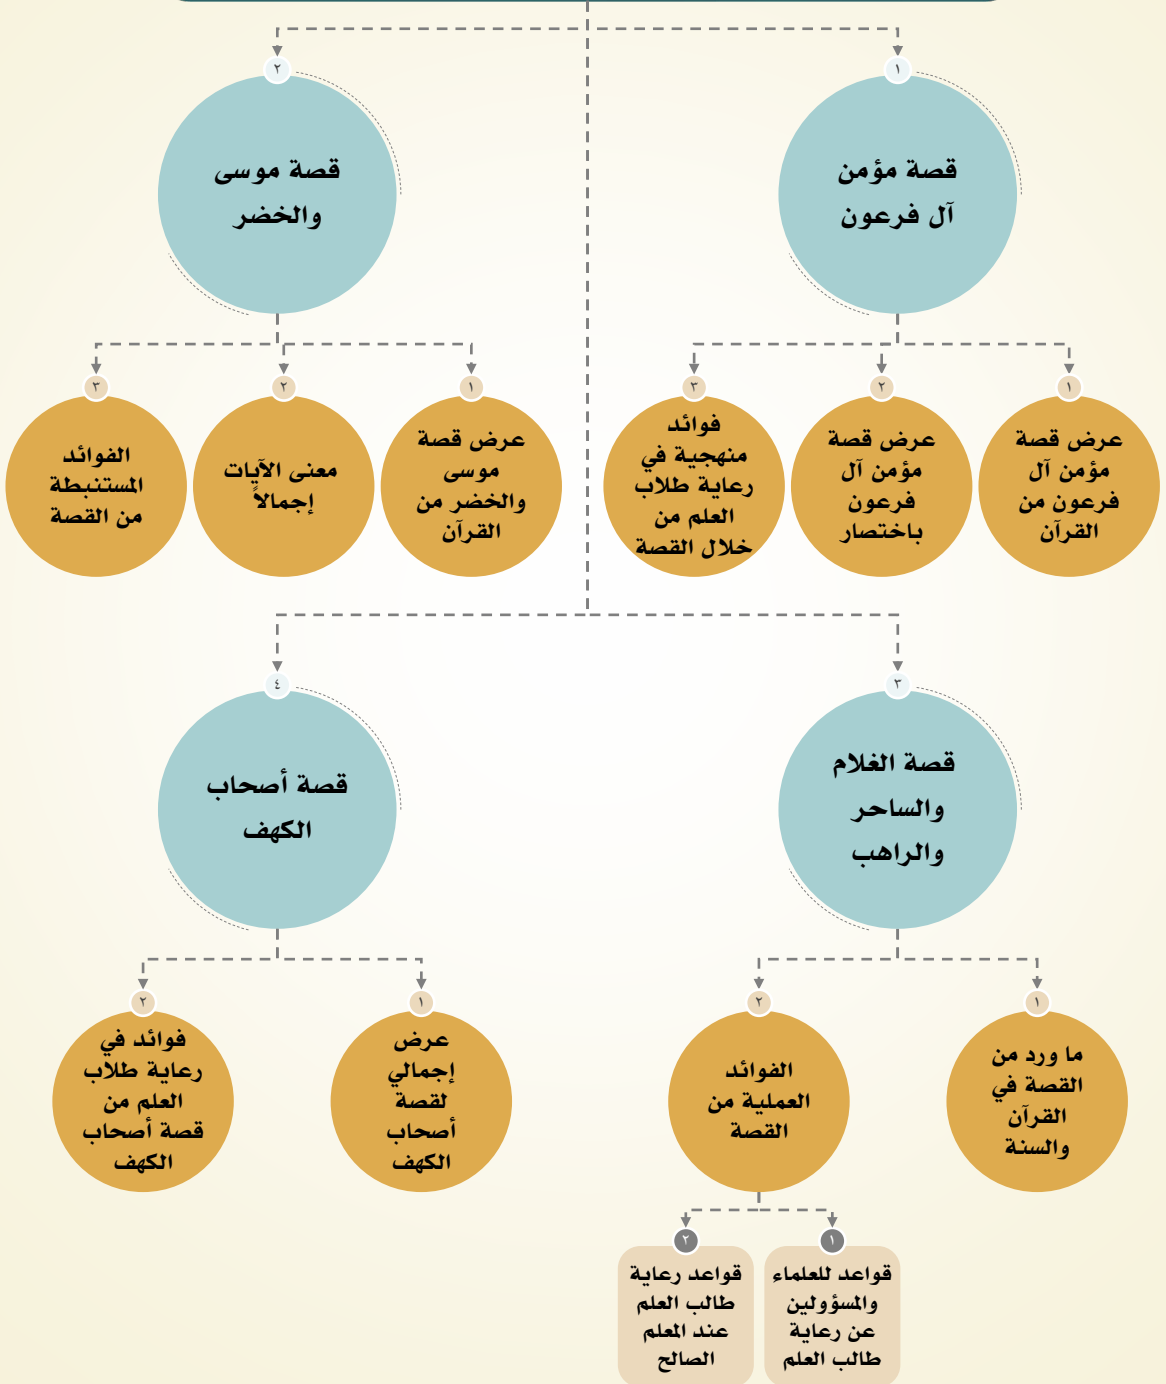 ١
قصة مؤمن
آل فرعون
١
عرض قصة
مؤمن آل
فرعون من
القرآن
٢
عرض قصة
مؤمن آل
فرعون
باختصار
٣
فوائد
منهجية في
رعاية طلاب
العلم من
خلال القصة
٢
قصة موسى
والخضر
١
عرض قصة
موسى
والخضر من
القرآن
٢
معنى الآيات
إجمالاً
٣
الفوائد
المستنبطة
من القصة
٣
قصة الغلام
والساحر
والراهب
١
ما ورد من
القصة في
القرآن
والسنة
٢
الفوائد
العملية من
القصة
١
قواعد للعلماء
والمسؤولين
عن رعاية
طالب العلم
٢
قواعد رعاية
طالب العلم
عند المعلم
الصالح
٤
قصة أصحاب
الكهف
١
عرض
إجمالي
لقصة
أصحاب
الكهف
٢
فوائد في
رعاية طلاب
العلم من
قصة أصحاب
الكهف